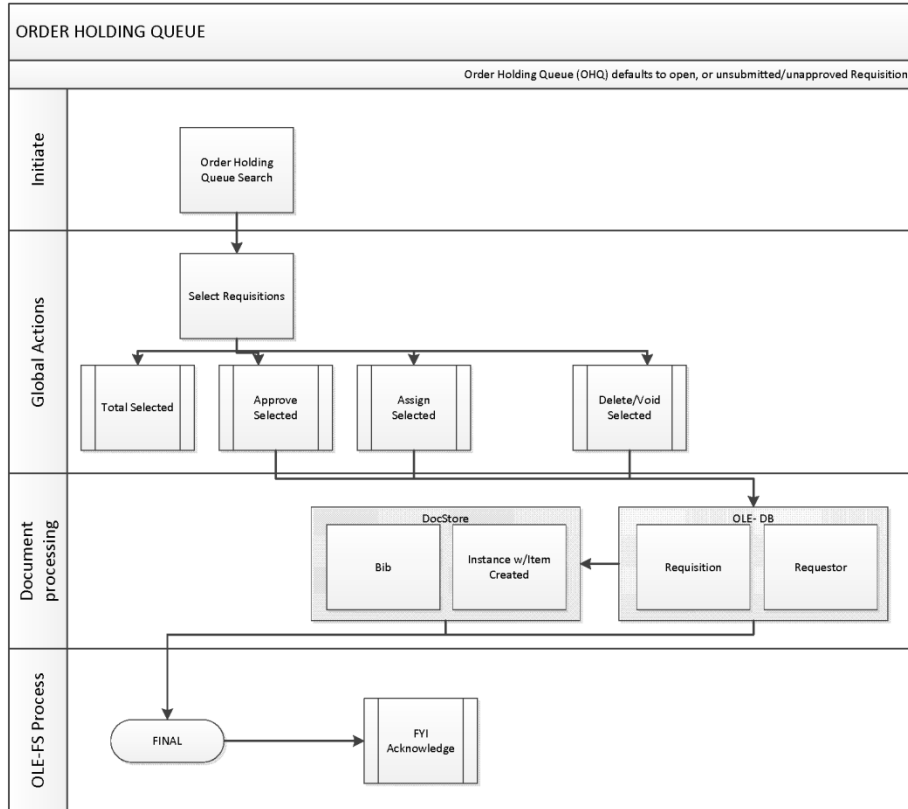 ORDER HOLDING QUEUE
Order Holding Queue (OHQ) defaults to open, or unsubmitted/unapproved Requisition
Initiate
Order Holding
Queue Search
Global Actions
Select Requisitions
Total Selected
Approve
Selected
Assign
Selected
Delete/Void
Selected
Document
processing
DocStore
Bib
Instance w/Item
Created
OLE- DB
Requisition
Requestor
OLE-FS Process
FINAL
FYI
Acknowledge